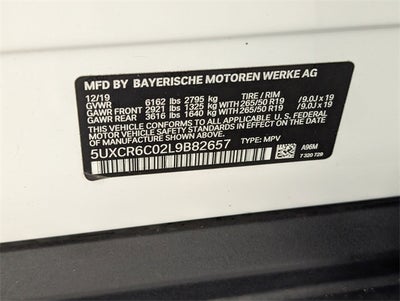 MFD BY BAYERISCHE MOTOREN WERKE AG
12/19 TIRE / RIM
GVWR 6162 lbs 2795 kg
GAWR FRONT 2921 lbs 1325 kg WITH 265/50 R19 /9.0J x 19
GAWR REAR 3616 lbs 1640 kg WITH 265/50 R19 /9.0J x 19
THIS VEHICLE CONFORMS TO ALL APPLICABLE U.S. FEDERAL
MOTOR VEHICLE SAFETY STANDARDS IN EFFECT
ON THE DATE OF MANUFACTURE SHOWN ABOVE.
5UXCR6C02L9B82657 TYPE: MPV A96M
T 320 729